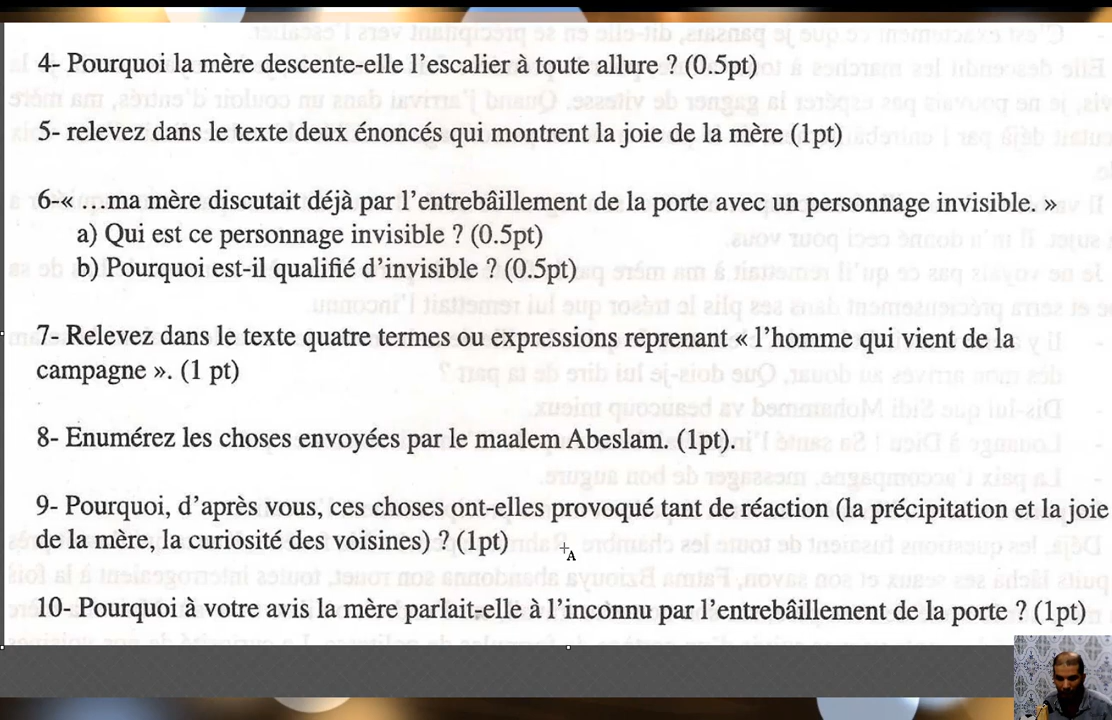 4- Pourquoi la mère descente-elle l'escalier à toute allure ? (0.5pt)
5- relevez dans le texte deux énoncés qui montrent la joie de la mère (1pt)
6-« …ma mère discutait déjà par l'entrebâillement de la porte avec un personnage invisible. »
a) Qui est ce personnage invisible ? (0.5pt)
b) Pourquoi est-il qualifié d'invisible ? (0.5pt)
7- Relevez dans le texte quatre termes ou expressions reprenant « l'homme qui vient de la
campagne ». (1 pt)
8- Enumérez les choses envoyées par le maalem Abeslam. (1pt).
9- Pourquoi, d'après vous, ces choses ont-elles provoqué tant de réaction (la précipitation et la joie
de la mère, la curiosité des voisines) ? (1pt)
10- Pourquoi à votre avis la mère parlait-elle à l'inconnu par l'entrebâillement de la porte ? (1pt)